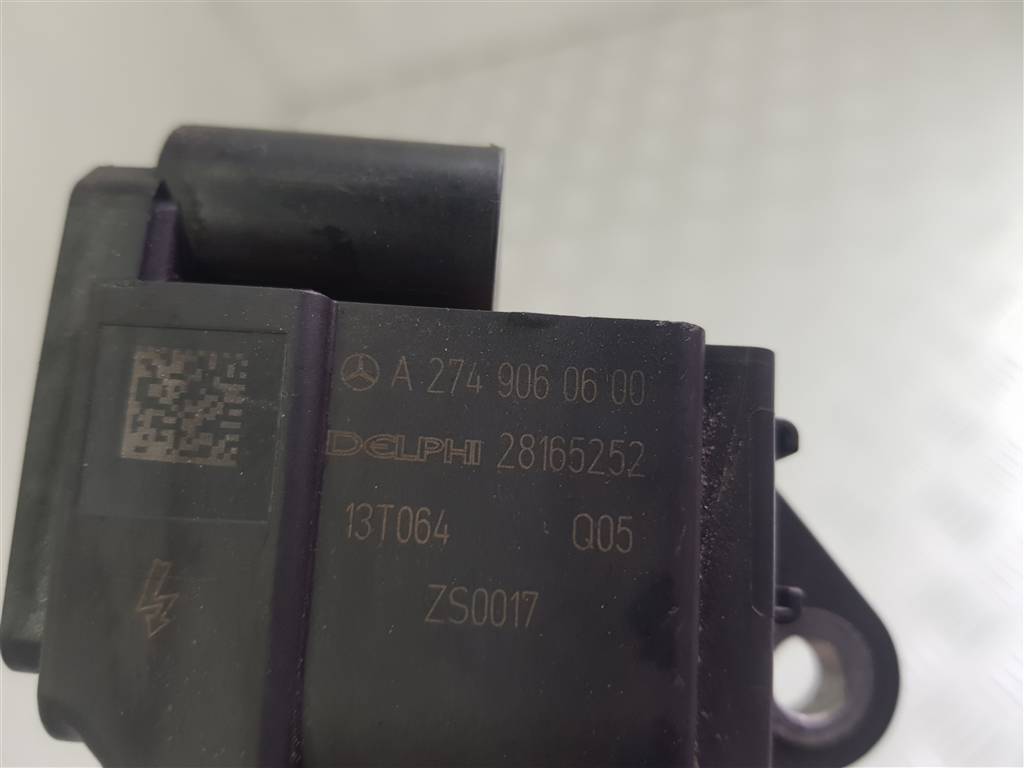 A 274 906 06 00
DELPHI 28165252
13T064 Q05
ZS0017